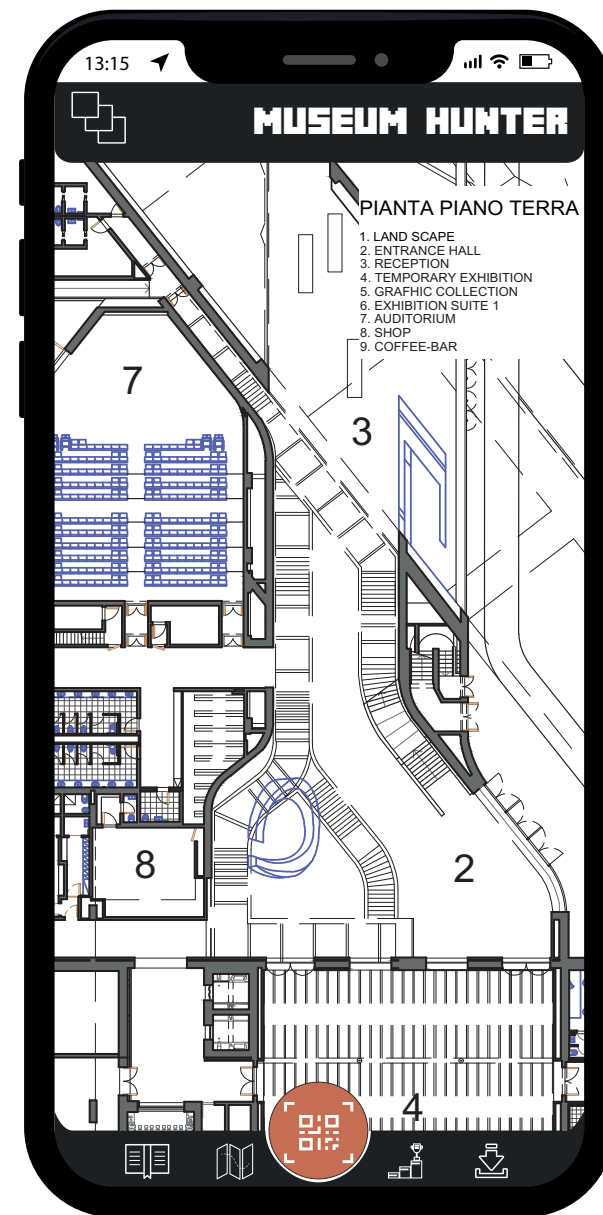 13:15
MUSEUM HUNTER
PIANTA PIANO TERRA
1. LAND SCAPE
2. ENTRANCE HALL
3. RECEPTION
4. TEMPORARY EXHIBITION
5. GRAFHIC COLLECTION
6. EXHIBITION SUITE 1
7. AUDITORIUM
8. SHOP
9. COFFEE-BAR
7
3
8
2
4